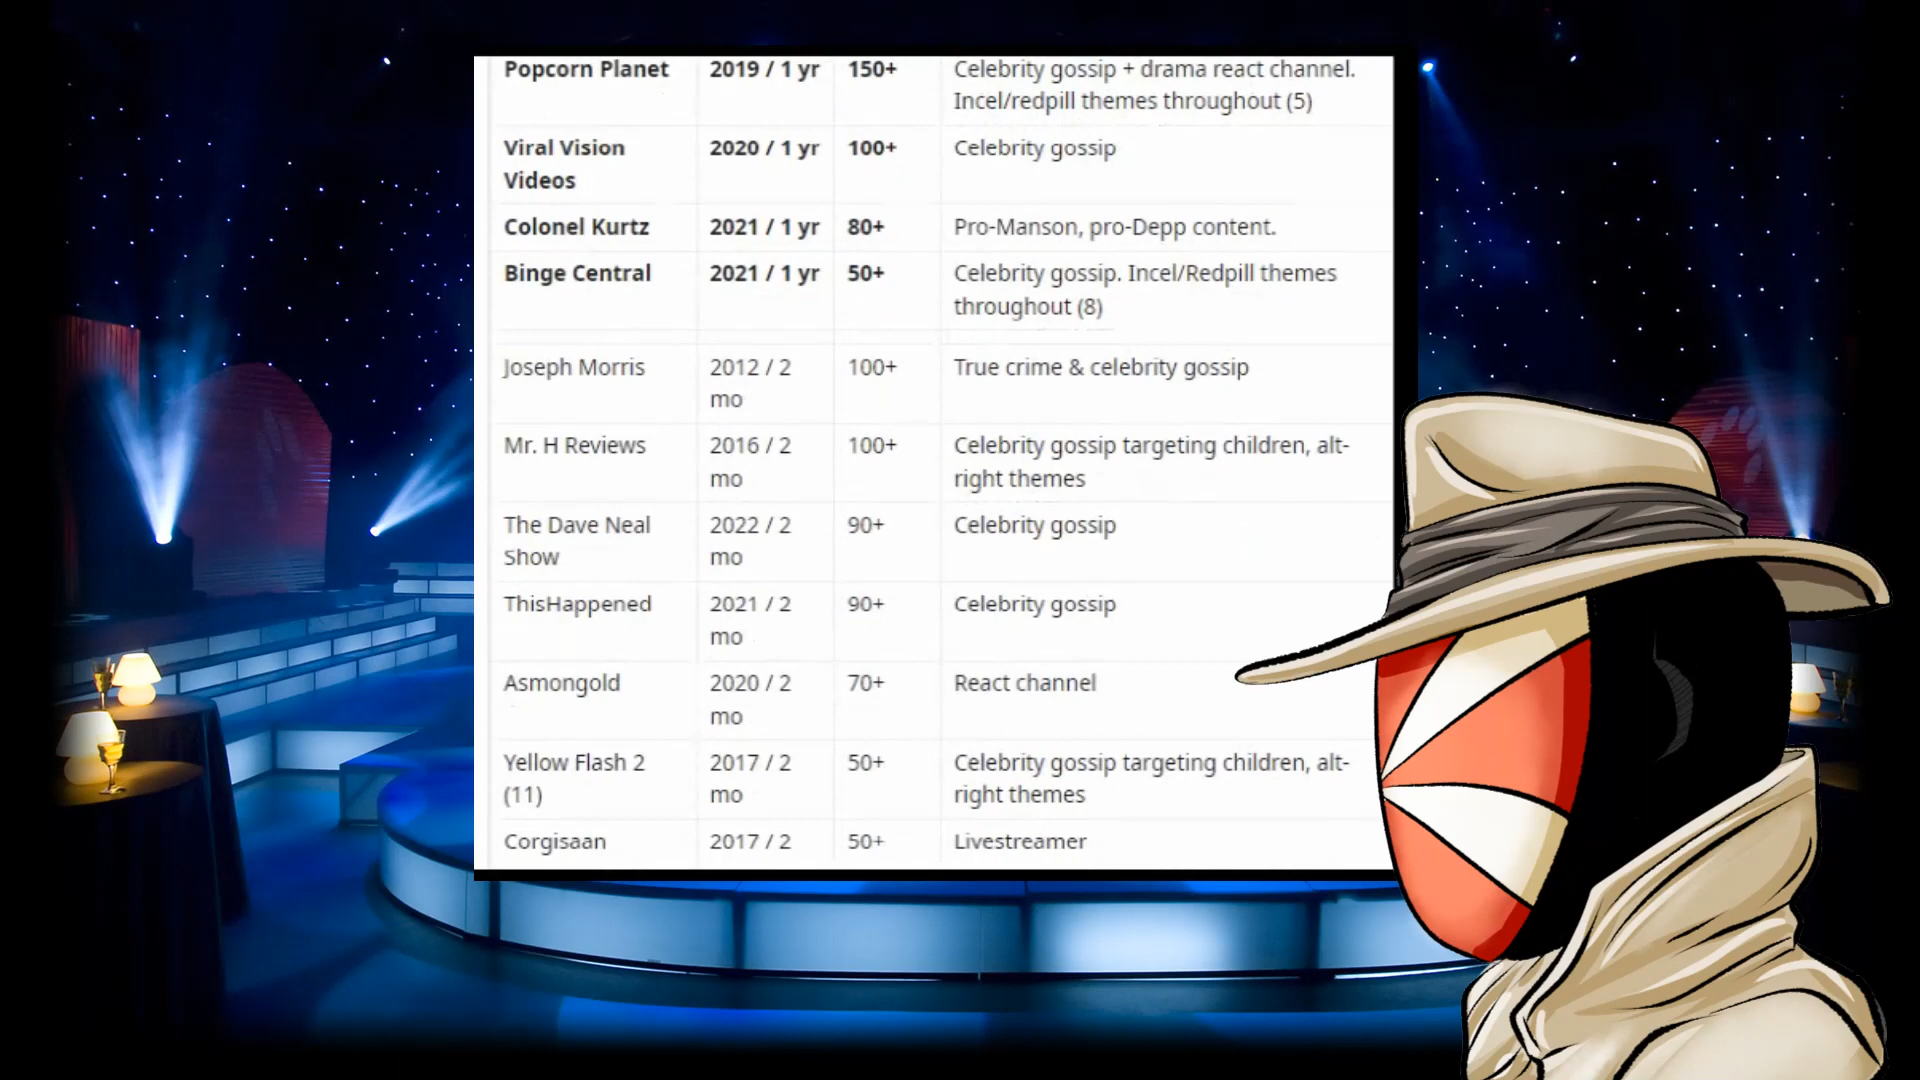 Popcorn Planet 2019 / 1 yr 150+ Celebrity gossip + drama react channel.
Incel/redpill themes throughout (5)
Viral Vision 2020 / 1 yr 100+ Celebrity gossip
Videos
Colonel Kurtz 2021 / 1 yr 80+ Pro-Manson, pro-Depp content.
Binge Central 2021 / 1 yr 50+ Celebrity gossip. Incel/Redpill themes
throughout (8)
Joseph Morris 2012 / 2 100+ True crime & celebrity gossip
mo
Mr. H Reviews 2016 / 2 100+ Celebrity gossip targeting children, alt-
mo right themes
The Dave Neal 2022 / 2 90+ Celebrity gossip
Show mo
ThisHappened 2021 / 2 90+ Celebrity gossip
mo
Asmongold 2020 / 2 70+ React channel
mo
Yellow Flash 2 2017 / 2 50+ Celebrity gossip targeting children, alt-
(11) mo right themes
Corgisaan 2017 / 2 50+ Livestreamer